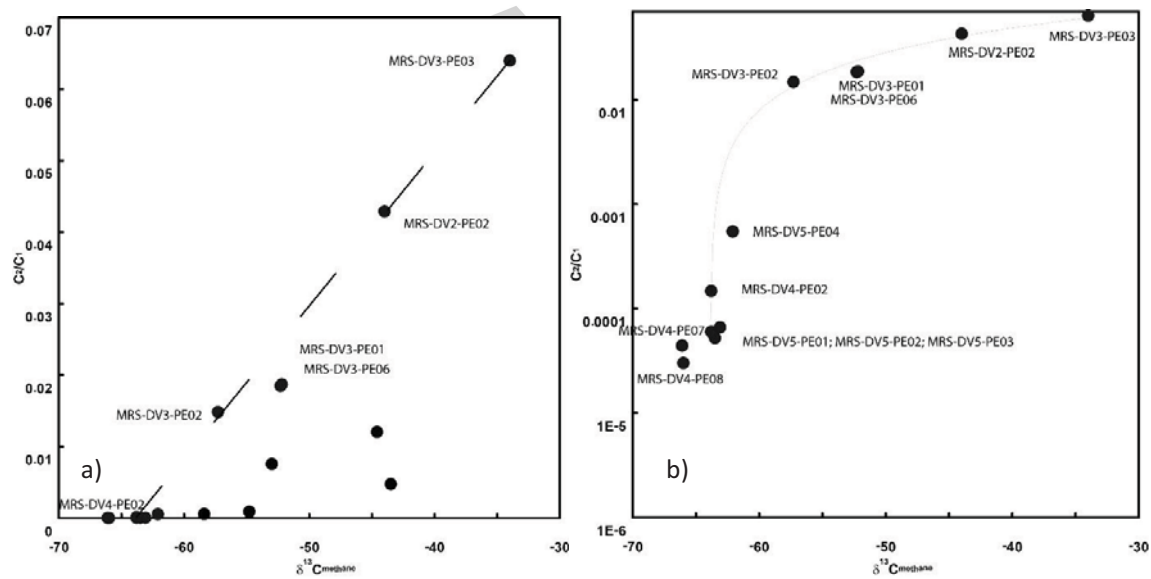 0.07
0.06
0.05
0.04
0.03
0.02
0.01
0
C2/C1
MRS-DV3-PE03
MRS-DV2-PE02
MRS-DV3-PE01
MRS-DV3-PE06
MRS-DV3-PE02
MRS-DV4-PE02
a)
-70
-60
-50
-40
-30
δ13Cmethane
0.01
0.001
0.0001
1E-5
1E-6
C2/C1
MRS-DV3-PE03
MRS-DV2-PE02
MRS-DV3-PE02
MRS-DV3-PE01
MRS-DV3-PE06
MRS-DV5-PE04
MRS-DV4-PE02
MRS-DV4-PE07
MRS-DV5-PE01; MRS-DV5-PE02; MRS-DV5-PE03
MRS-DV4-PE08
b)
-70
-60
-50
-40
-30
δ13Cmethane